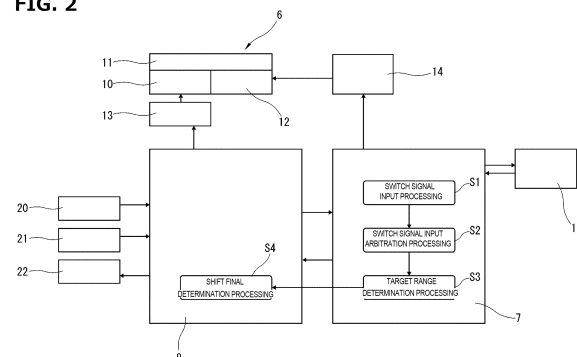 FIG. 2
6
11
10
12
13
14
SWITCH SIGNAL
INPUT PROCESSING
S1
1
SWITCH SIGNAL INPUT
ARBITRATION PROCESSING
S2
20
21
22
S4
SHIFT FINAL
DETERMINATION PROCESSING
TARGET RANGE
DETERMINATION PROCESSING
S3
7